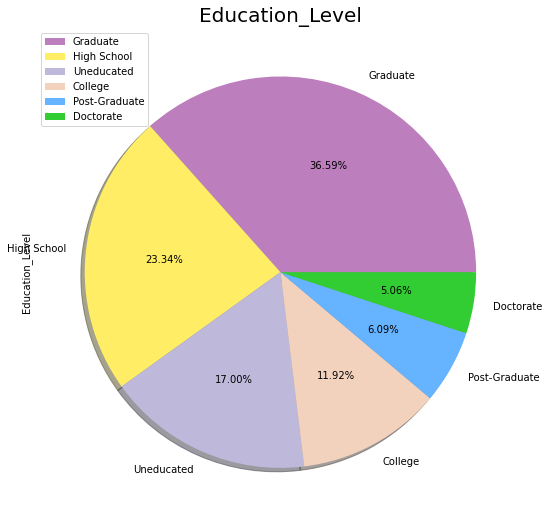 Education_Level
Graduate
High School
Uneducated
College
Post-Graduate
Doctorate
Graduate
36.59%
High School
23.34%
Education_Level
5.06%
Doctorate
6.09%
Post-Graduate
17.00%
11.92%
Uneducated
College